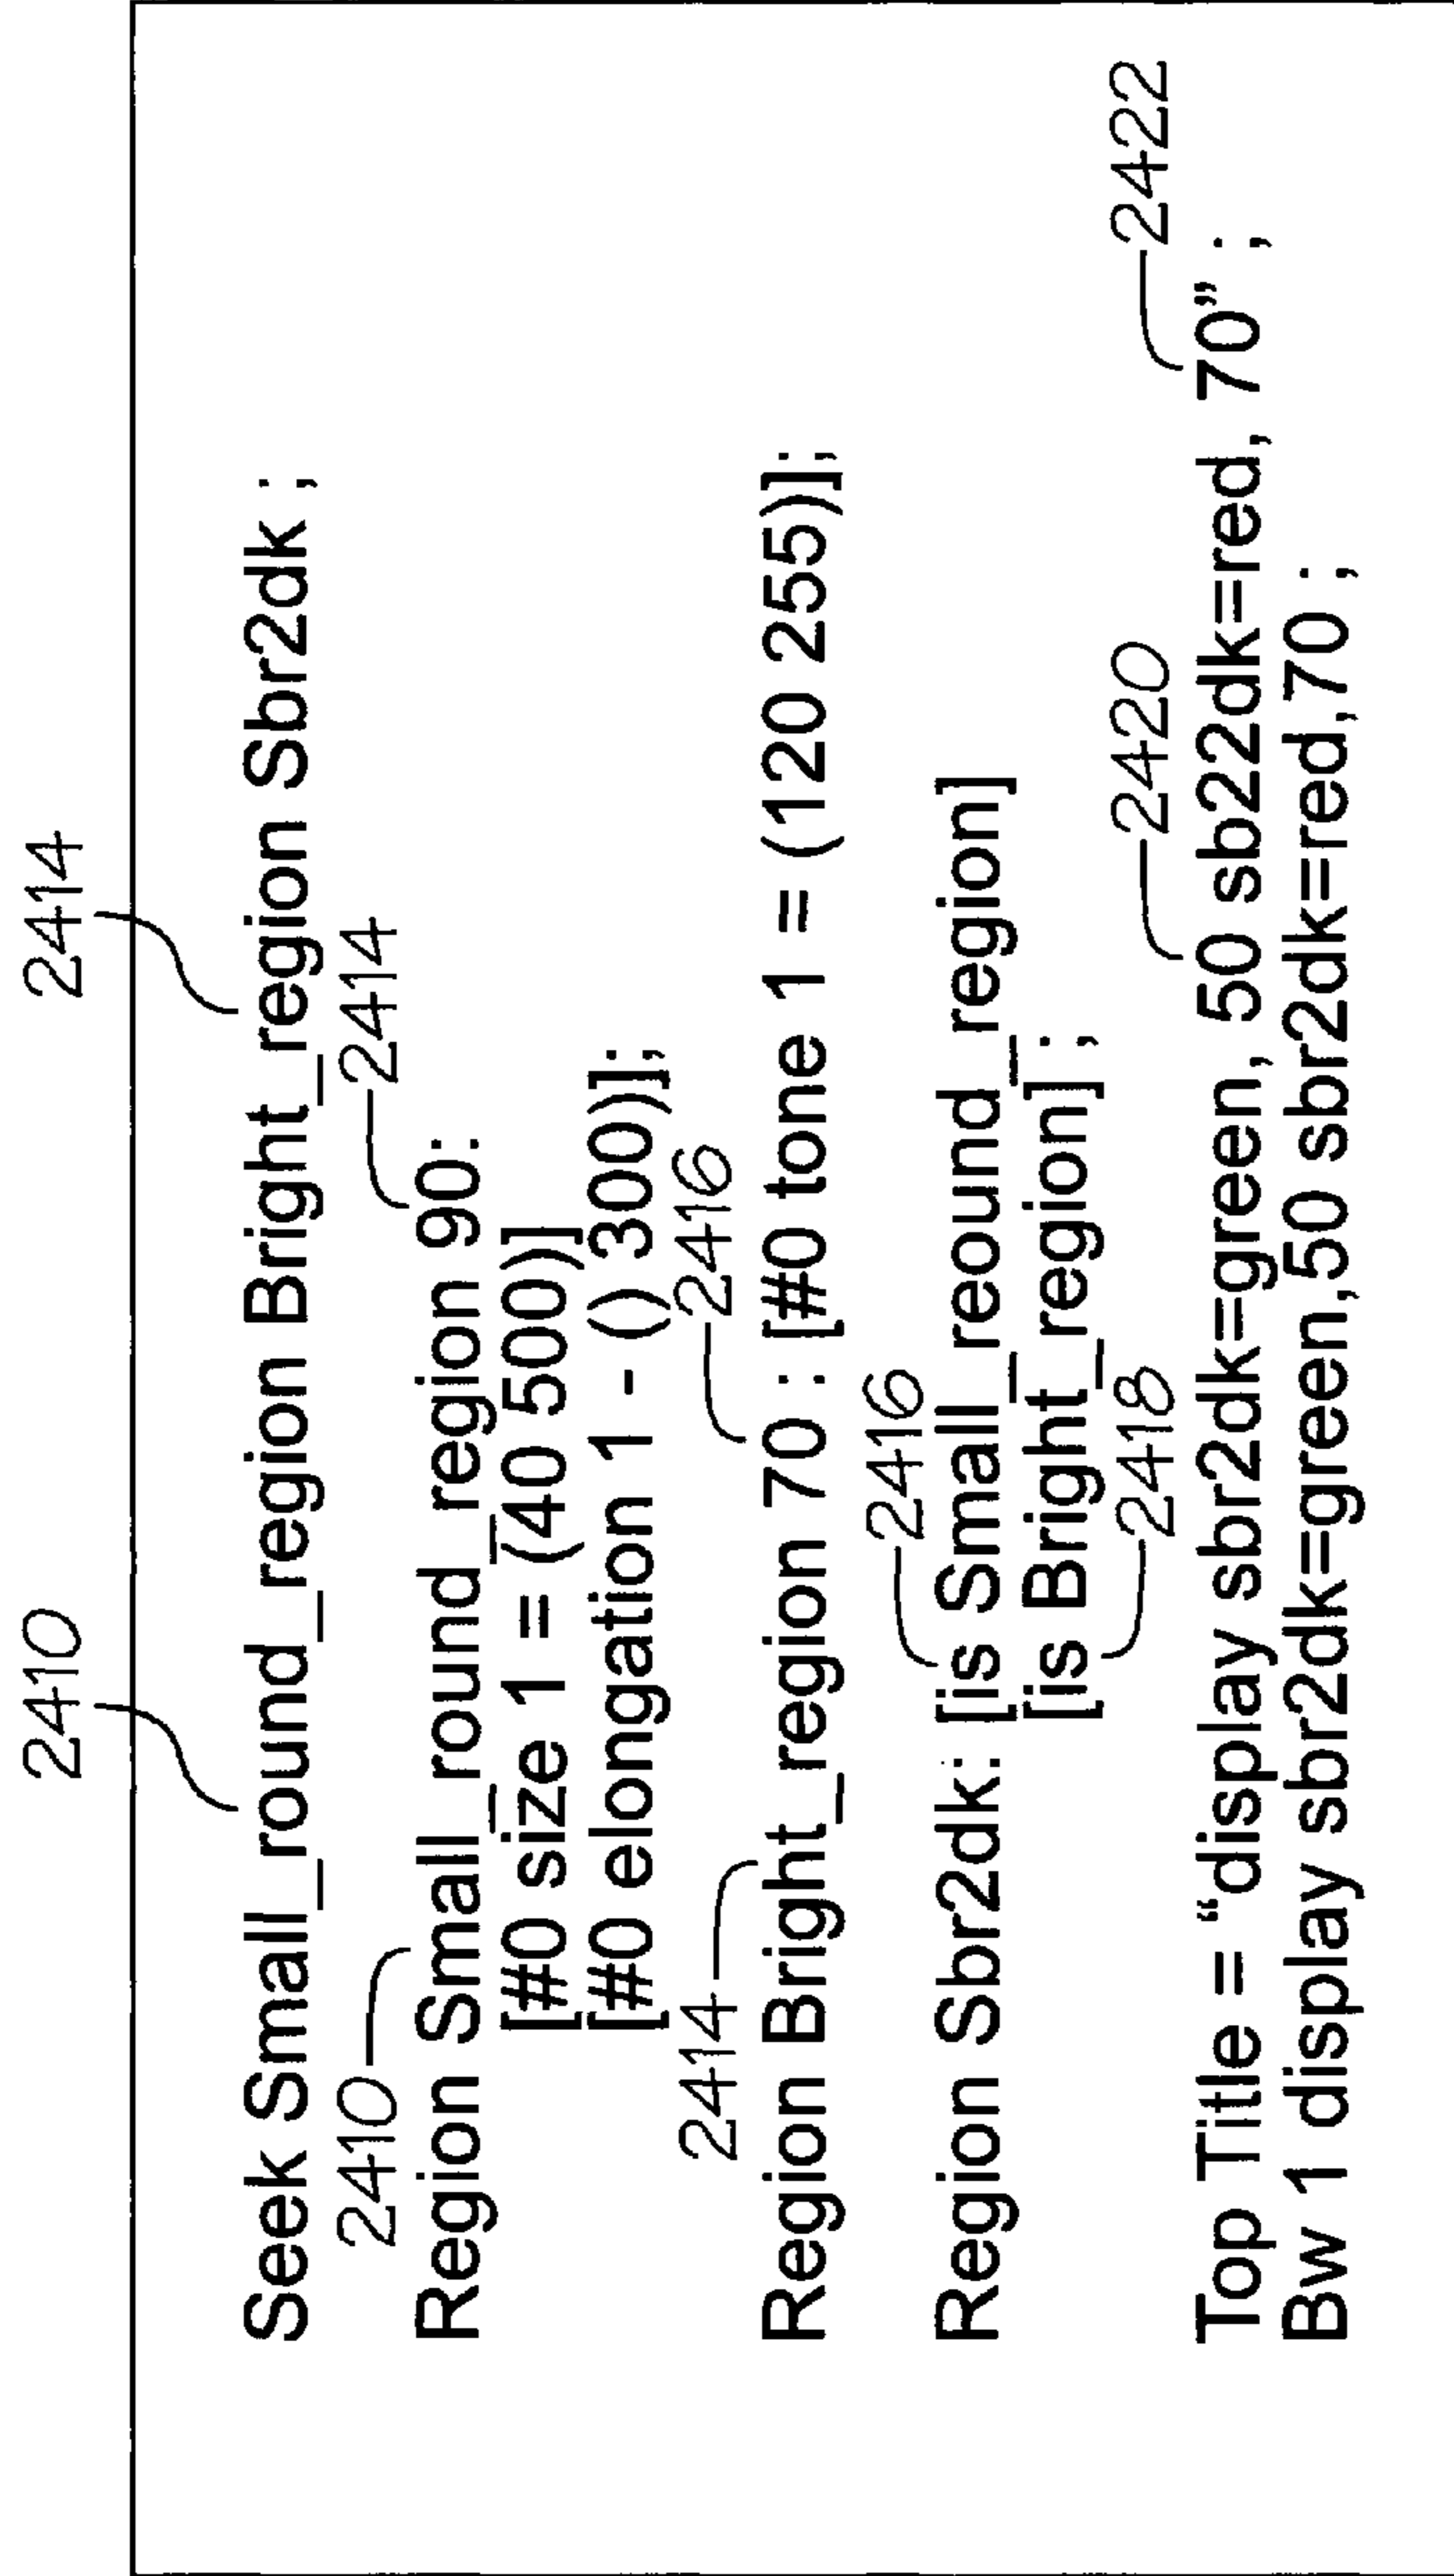 2410 2414
Seek Small_round_region Bright_region Sbr2dk ;
2410 2414
Region Small_round_region 90:
[#0 size 1 = (40 500)]
[#0 elongation 1 - () 300)];
2414 2416
Region Bright_region 70 : [#0 tone 1 = (120 255)];
2416
Region Sbr2dk: [is Small_reound_region]
[is Bright_region] ;
2418 2420 2422
Top Title = “display sbr2dk=green, 50 sb22dk=red, 70” ;
Bw 1 display sbr2dk=green,50 sbr2dk=red,70 ;